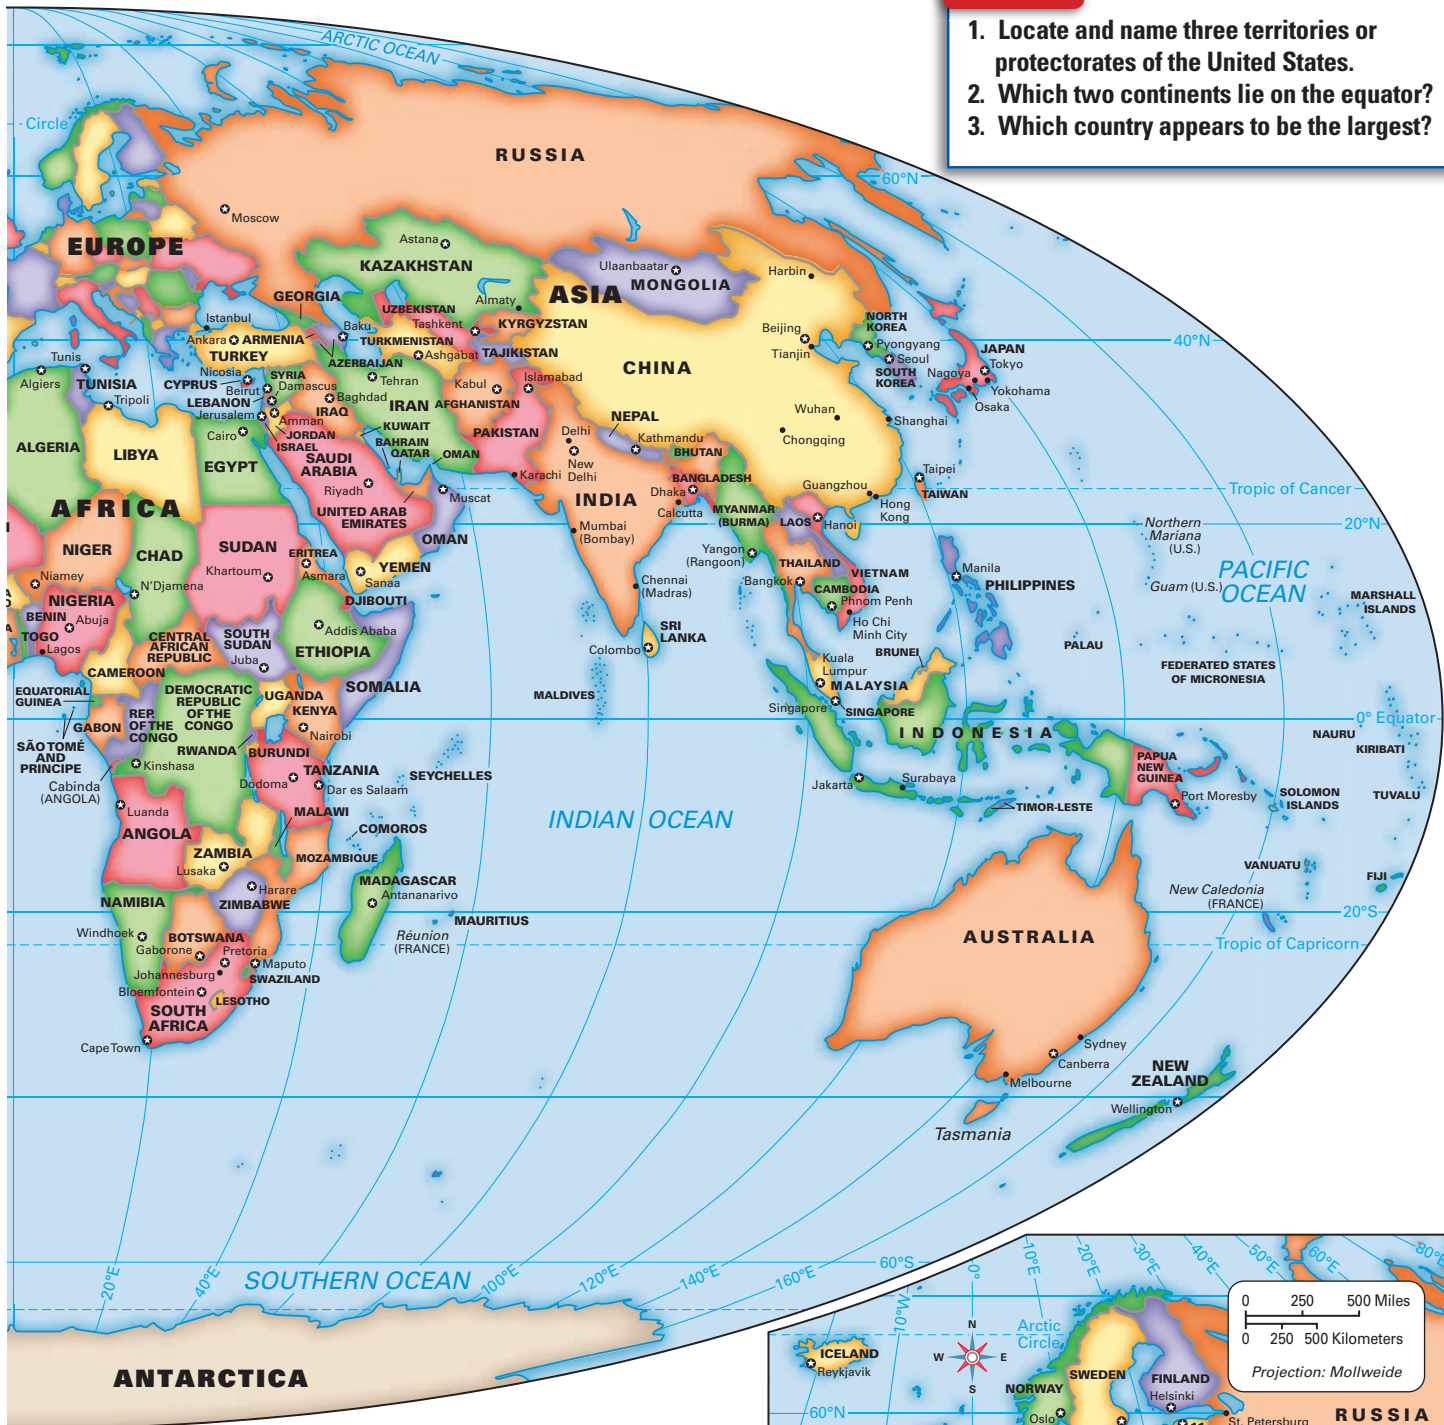 1. Locate and name three territories or
protectorates of the United States.
2. Which two continents lie on the equator?
3. Which country appears to be the largest?
ARCTIC OCEAN
Circle
RUSSIA
60°N
Moscow
EUROPE
Astana
KAZAKHSTAN
Ulaanbaatar
MONGOLIA
Harbin
ASIA
GEORGIA
UZBEKISTAN
Almaty
Istanbul
Baku
Tashkent
KYRGYZSTAN
NORTH
KOREA
Beijing
Ankara
ARMENIA
TURKMENISTAN
Pyongyang
40°N
Tunis
TURKEY
Ashgabat
TAJIKISTAN
Tianjin
Seoul
JAPAN
AZERBAIJAN
Tokyo
Nicosia
SYRIA
Tehran
Islamabad
CHINA
SOUTH
KOREA
Nagoya
Algiers
TUNISIA
CYPRUS
Damascus
Kabul
Yokohama
Beirut
Baghdad
Osaka
Tripoli
LEBANON
IRAQ
IRAN
AFGHANISTAN
Jerusalem
Amman
NEPAL
Wuhan
Shanghai
KUWAIT
Cairo
JORDAN
PAKISTAN
Delhi
Kathmandu
Chongqing
ALGERIA
ISRAEL
BAHRAIN
LIBYA
SAUDI
ARABIA
QATAR
OMAN
BHUTAN
EGYPT
New
Delhi
Taipei
Karachi
BANGLADESH
Riyadh
Muscat
INDIA
Dhaka
Guangzhou
TAIWAN
Tropic of Cancer
AFRICA
UNITED ARAB
EMIRATES
Calcutta
MYANMAR
(BURMA)
Hong
Kong
LAOS
Hanoi
Northern
Mariana
(U.S.)
20°N
Mumbai
(Bombay)
OMAN
NIGER
CHAD
SUDAN
ERITREA
Yangon
(Rangoon)
THAILAND
YEMEN
Khartoum
Asmara
Sanaa
Bangkok
VIETNAM
Manila
PHILIPPINES
PACIFIC
OCEAN
Niamey
N'Djamena
Chennai
(Madras)
CAMBODIA
Guam (U.S.)
NIGERIA
DJIBOUTI
Phnom Penh
MARSHALL
ISLANDS
BENIN
Abuja
Addis Ababa
Ho Chi
Minh City
TOGO
SOUTH
SUDAN
SRI
LANKA
Lagos
CENTRAL
AFRICAN
REPUBLIC
ETHIOPIA
Colombo
BRUNEI
PALAU
Juba
Kuala
Lumpur
FEDERATED STATES
OF MICRONESIA
CAMEROON
SOMALIA
MALAYSIA
EQUATORIAL
GUINEA
DEMOCRATIC
REPUBLIC
OF THE
CONGO
UGANDA
MALDIVES
Singapore
SINGAPORE
GABON
REP.
OF THE
CONGO
KENYA
0° Equator
Nairobi
INDONESIA
NAURU
SÃO TOMÉ
AND
PRINCIPE
RWANDA
BURUNDI
KIRIBATI
Kinshasa
TANZANIA
SEYCHELLES
PAPUA
NEW
GUINEA
Cabinda
(ANGOLA)
Dodoma
Dar es Salaam
Jakarta
Surabaya
Port Moresby
SOLOMON
ISLANDS
TUVALU
Luanda
MALAWI
TIMOR-LESTE
INDIAN OCEAN
ANGOLA
COMOROS
ZAMBIA
MOZAMBIQUE
VANUATU
Lusaka
MADAGASCAR
FIJI
Harare
Antananarivo
New Caledonia
(FRANCE)
NAMIBIA
ZIMBABWE
20°S
MAURITIUS
Windhoek
BOTSWANA
Réunion
(FRANCE)
AUSTRALIA
Tropic of Capricorn
Gaborone
Pretoria
Maputo
Johannesburg
SWAZILAND
Bloemfontein
LESOTHO
SOUTH
AFRICA
Cape Town
Sydney
Canberra
Melbourne
NEW
ZEALAND
Wellington
Tasmania
60°S
SOUTHERN OCEAN
20°E
40°E
100°E
120°E
140°E
160°E
ANTARCTICA
10°W
0°
10°E
20°E
30°E
40°E
50°E
60°E
80°E
0 250 500 Miles
0 250 500 Kilometers
Projection: Mollweide
N
W E
S
Arctic
Circle
ICELAND
Reykjavik
SWEDEN
FINLAND
NORWAY
Helsinki
60°N
Oslo
St. Petersburg
RUSSIA